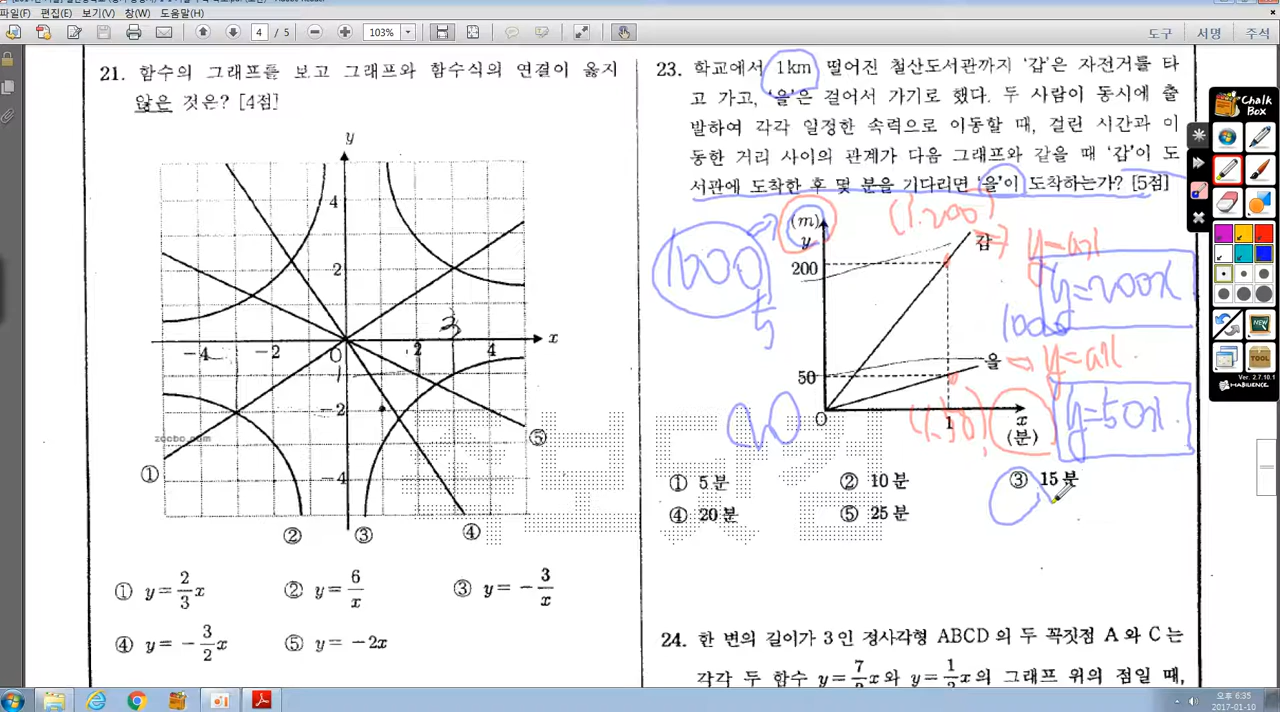 파일(F) 편집(E) 보기(V) 창(W) 도움말(H)
4 / 5
103%
도구 서명 주석
21. 함수의 그래프를 보고 그래프와 함수식의 연결이 옳지
않은 것은? [4점]
y
4
2
3
-4 -2 O 2 4 x
-2
-4
① ② ③ ④ ⑤
zocbo.com
① y=2/3x ② y=6/x ③ y=-3/x
④ y=-3/2x ⑤ y=-2x
23. 학교에서 1km 떨어진 철산도서관까지 '갑'은 자전거를 타
고 가고, '을'은 걸어서 가기로 했다. 두 사람이 동시에 출
발하여 각각 일정한 속력으로 이동할 때, 걸린 시간과 이
동한 거리 사이의 관계가 다음 그래프와 같을 때 '갑'이 도
서관에 도착한 후 몇 분을 기다리면 '을'이 도착하는가? [5점]
(m)
y
(1.200)
갑
y=ax
200
1000
5
y=200x
1000
을
y=ax
50
20
(1.50)
y=50x
O 1 x
(분)
① 5분 ② 10분 ③ 15분
④ 20분 ⑤ 25분
24. 한 변의 길이가 3인 정사각형 ABCD의 두 꼭짓점 A와 C는
각각 두 함수 y=7/2x와 y=1/2x의 그래프 위의 점일 때,
Chalk
Box
NEW
TOOL
Ver. 2.7.10.1
HABILIENCE
오후 6:35
2017-01-10